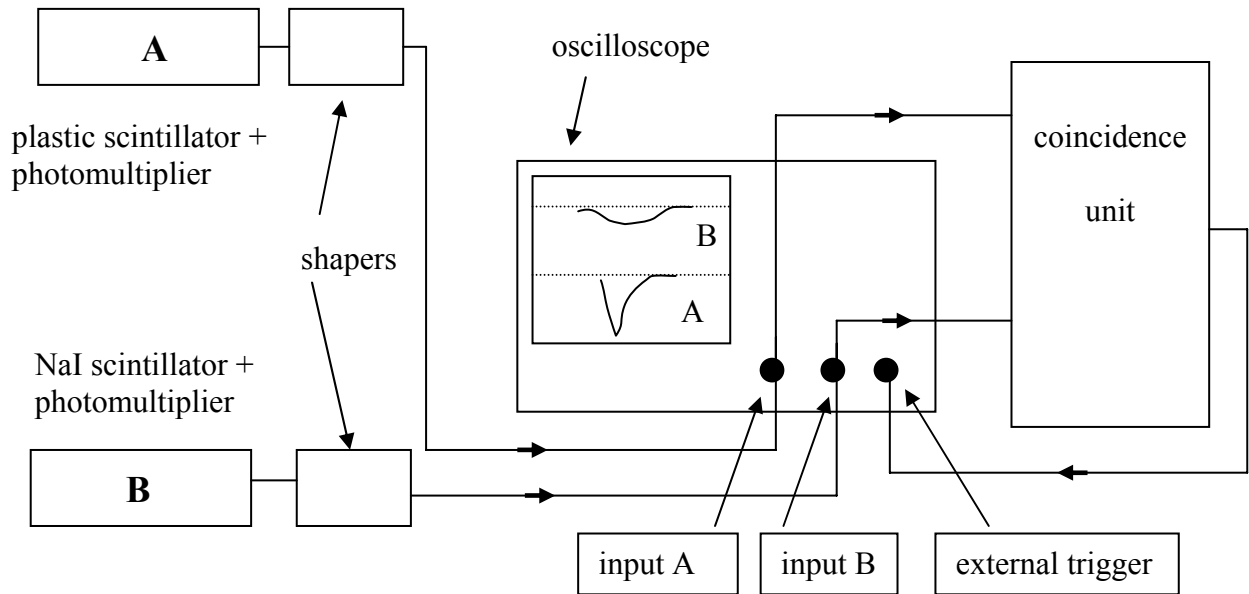 A
oscilloscope
plastic scintillator +
photomultiplier
coincidence
unit
B
A
shapers
NaI scintillator +
photomultiplier
B
input A
input B
external trigger